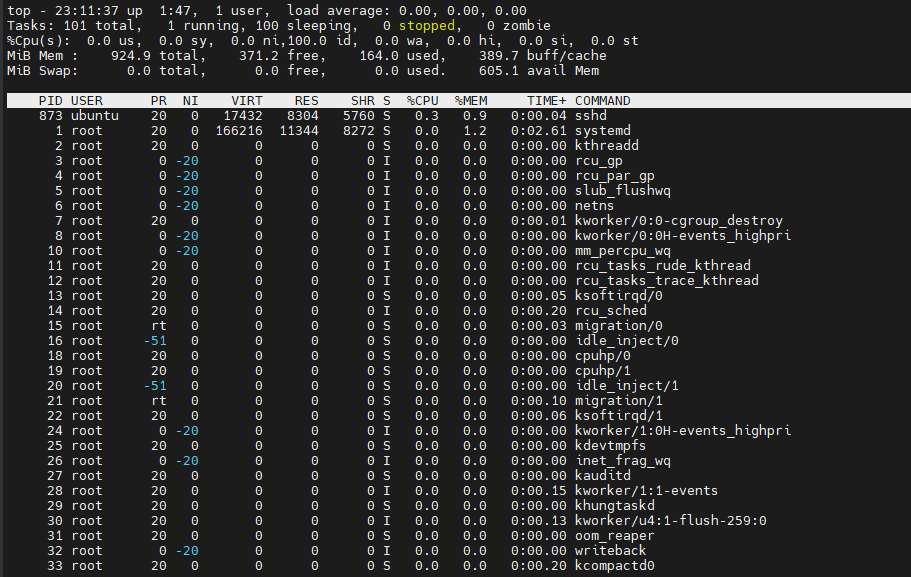 top - 23:11:37 up  1:47,  1 user,  load average: 0.00, 0.00, 0.00
Tasks: 101 total,   1 running, 100 sleeping,   0 stopped,   0 zombie
%Cpu(s):  0.0 us,  0.0 sy,  0.0 ni,100.0 id,  0.0 wa,  0.0 hi,  0.0 si,  0.0 st
MiB Mem :    924.9 total,    371.2 free,    164.0 used,    389.7 buff/cache
MiB Swap:      0.0 total,      0.0 free,      0.0 used.    605.1 avail Mem
PID USER      PR  NI    VIRT    RES    SHR S  %CPU  %MEM     TIME+ COMMAND
873 ubuntu    20   0   17432   8304   5760 S   0.3   0.9   0:00.04 sshd
1 root      20   0  166216  11344   8272 S   0.0   1.2   0:02.61 systemd
2 root      20   0       0      0      0 S   0.0   0.0   0:00.00 kthreadd
3 root       0 -20       0      0      0 I   0.0   0.0   0:00.00 rcu_gp
4 root       0 -20       0      0      0 I   0.0   0.0   0:00.00 rcu_par_gp
5 root       0 -20       0      0      0 I   0.0   0.0   0:00.00 slub_flushwq
6 root       0 -20       0      0      0 I   0.0   0.0   0:00.00 netns
7 root      20   0       0      0      0 I   0.0   0.0   0:00.01 kworker/0:0-cgroup_destroy
8 root       0 -20       0      0      0 I   0.0   0.0   0:00.00 kworker/0:0H-events_highpri
10 root       0 -20       0      0      0 I   0.0   0.0   0:00.00 mm_percpu_wq
11 root      20   0       0      0      0 I   0.0   0.0   0:00.00 rcu_tasks_rude_kthread
12 root      20   0       0      0      0 I   0.0   0.0   0:00.00 rcu_tasks_trace_kthread
13 root      20   0       0      0      0 S   0.0   0.0   0:00.05 ksoftirqd/0
14 root      20   0       0      0      0 I   0.0   0.0   0:00.20 rcu_sched
15 root      rt   0       0      0      0 S   0.0   0.0   0:00.03 migration/0
16 root     -51   0       0      0      0 S   0.0   0.0   0:00.00 idle_inject/0
18 root      20   0       0      0      0 S   0.0   0.0   0:00.00 cpuhp/0
19 root      20   0       0      0      0 S   0.0   0.0   0:00.00 cpuhp/1
20 root     -51   0       0      0      0 S   0.0   0.0   0:00.00 idle_inject/1
21 root      rt   0       0      0      0 S   0.0   0.0   0:00.10 migration/1
22 root      20   0       0      0      0 S   0.0   0.0   0:00.06 ksoftirqd/1
24 root       0 -20       0      0      0 I   0.0   0.0   0:00.00 kworker/1:0H-events_highpri
25 root      20   0       0      0      0 S   0.0   0.0   0:00.00 kdevtmpfs
26 root       0 -20       0      0      0 I   0.0   0.0   0:00.00 inet_frag_wq
27 root      20   0       0      0      0 S   0.0   0.0   0:00.00 kauditd
28 root      20   0       0      0      0 I   0.0   0.0   0:00.15 kworker/1:1-events
29 root      20   0       0      0      0 S   0.0   0.0   0:00.00 khungtaskd
30 root      20   0       0      0      0 I   0.0   0.0   0:00.13 kworker/u4:1-flush-259:0
31 root      20   0       0      0      0 S   0.0   0.0   0:00.00 oom_reaper
32 root       0 -20       0      0      0 I   0.0   0.0   0:00.00 writeback
33 root      20   0       0      0      0 S   0.0   0.0   0:00.20 kcompactd0